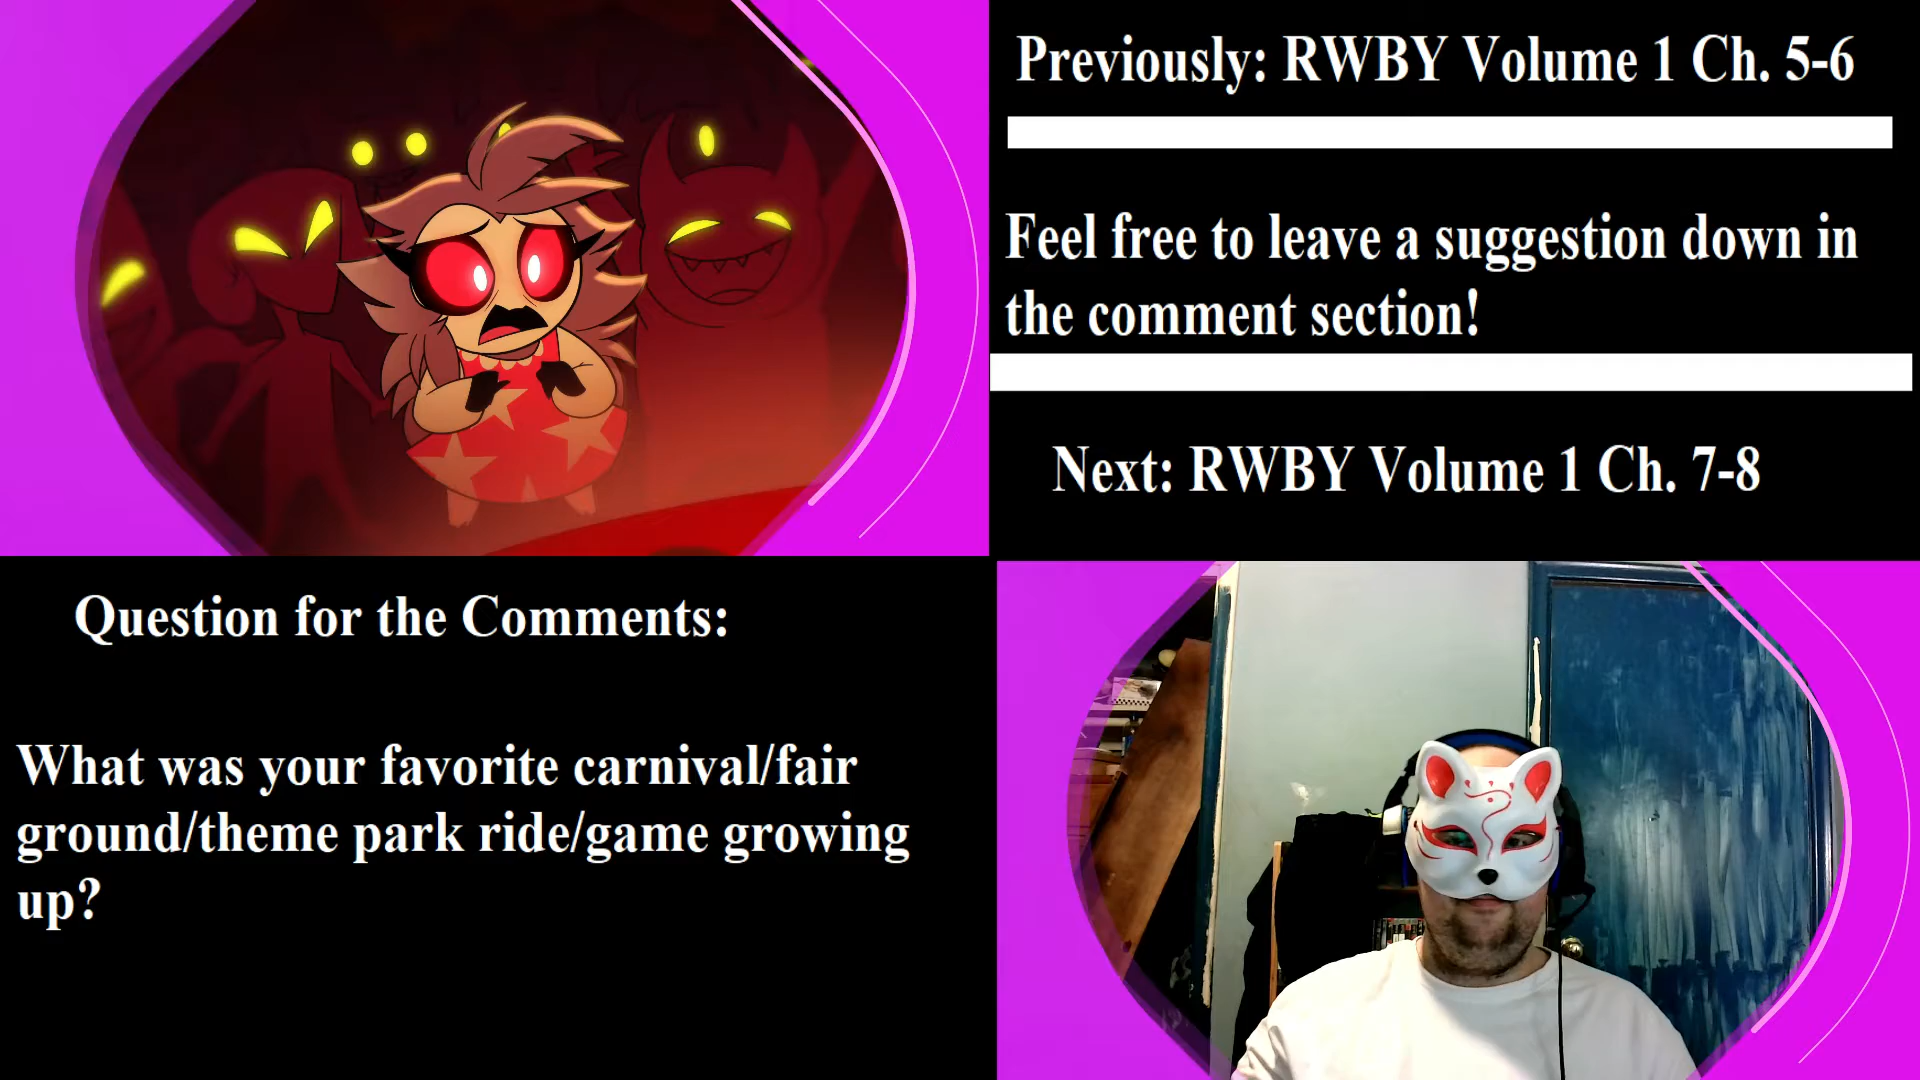 Previously: RWBY Volume 1 Ch. 5-6
Feel free to leave a suggestion down in
the comment section!
Next: RWBY Volume 1 Ch. 7-8
Question for the Comments:
What was your favorite carnival/fair
ground/theme park ride/game growing
up?